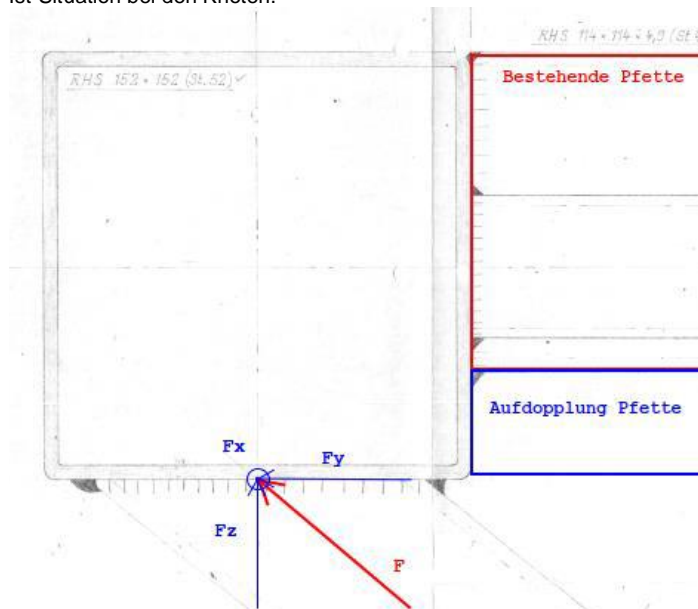 Ist-Situation bei den Knoten:
RHS 114 × 114 × 4,9 (St.
Bestehende Pfette
RHS 152 × 152 (St.52)
Aufdopplung Pfette
Fx
Fy
Fz
F